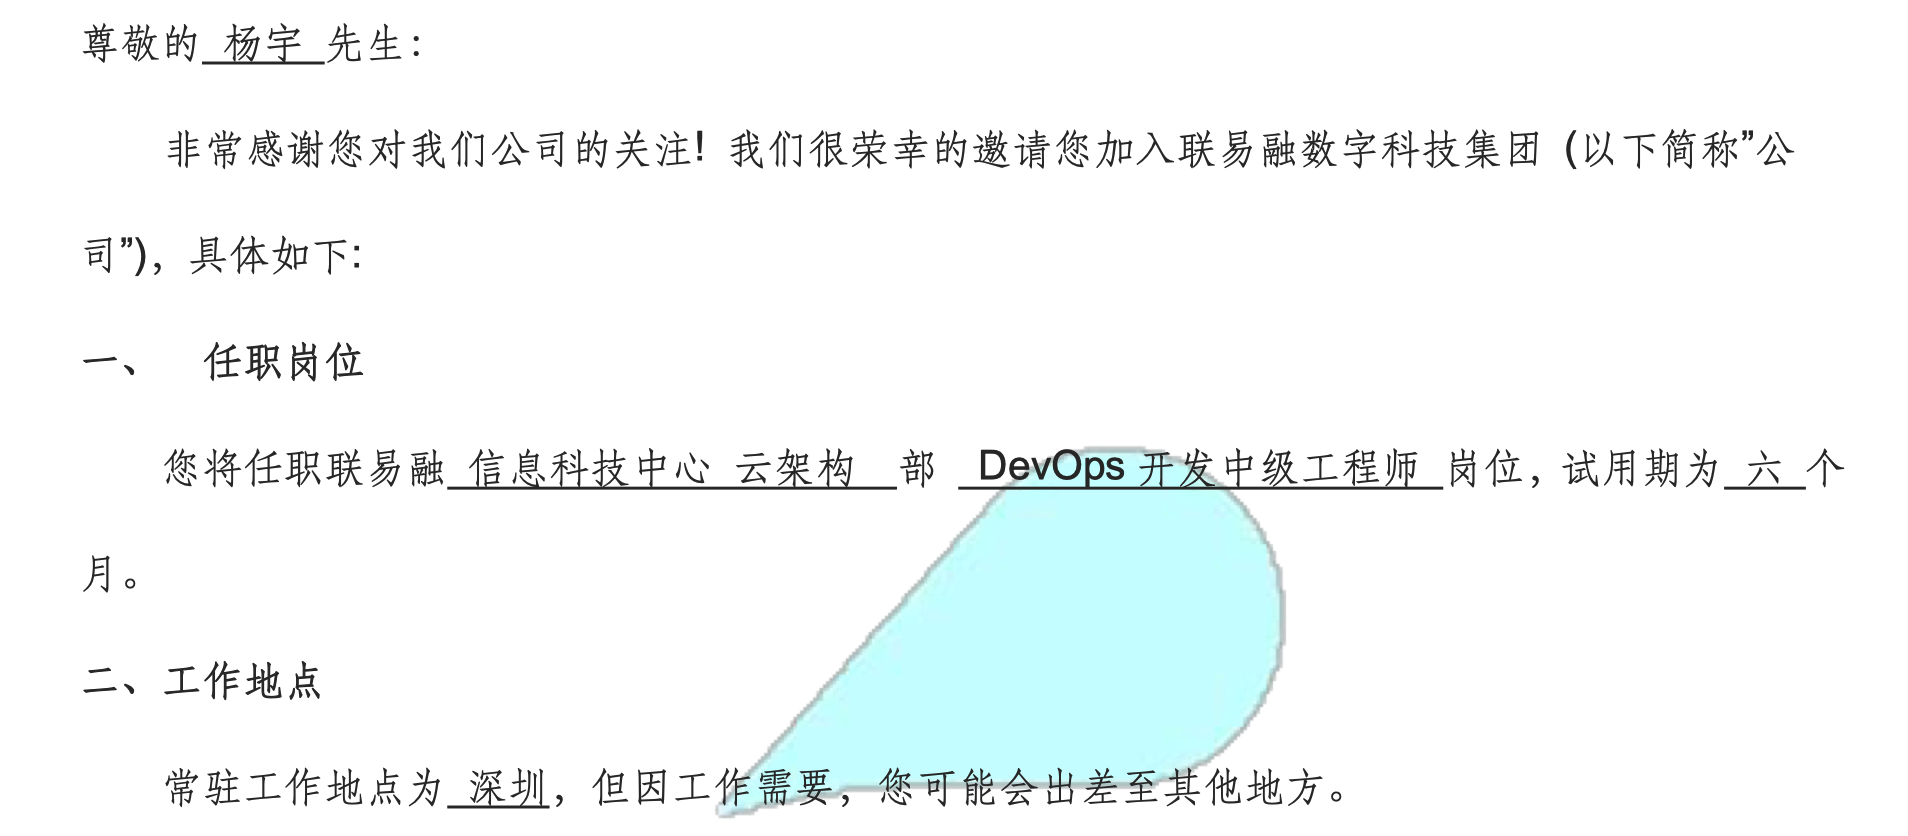 尊敬的 杨宇 先生：
非常感谢您对我们公司的关注！我们很荣幸的邀请您加入联易融数字科技集团（以下简称”公
司”），具体如下:
一、 任职岗位
您将任职联易融 信息科技中心 云架构 部 DevOps 开发中级工程师 岗位，试用期为 六 个
月。
二、工作地点
常驻工作地点为 深圳，但因工作需要，您可能会出差至其他地方。